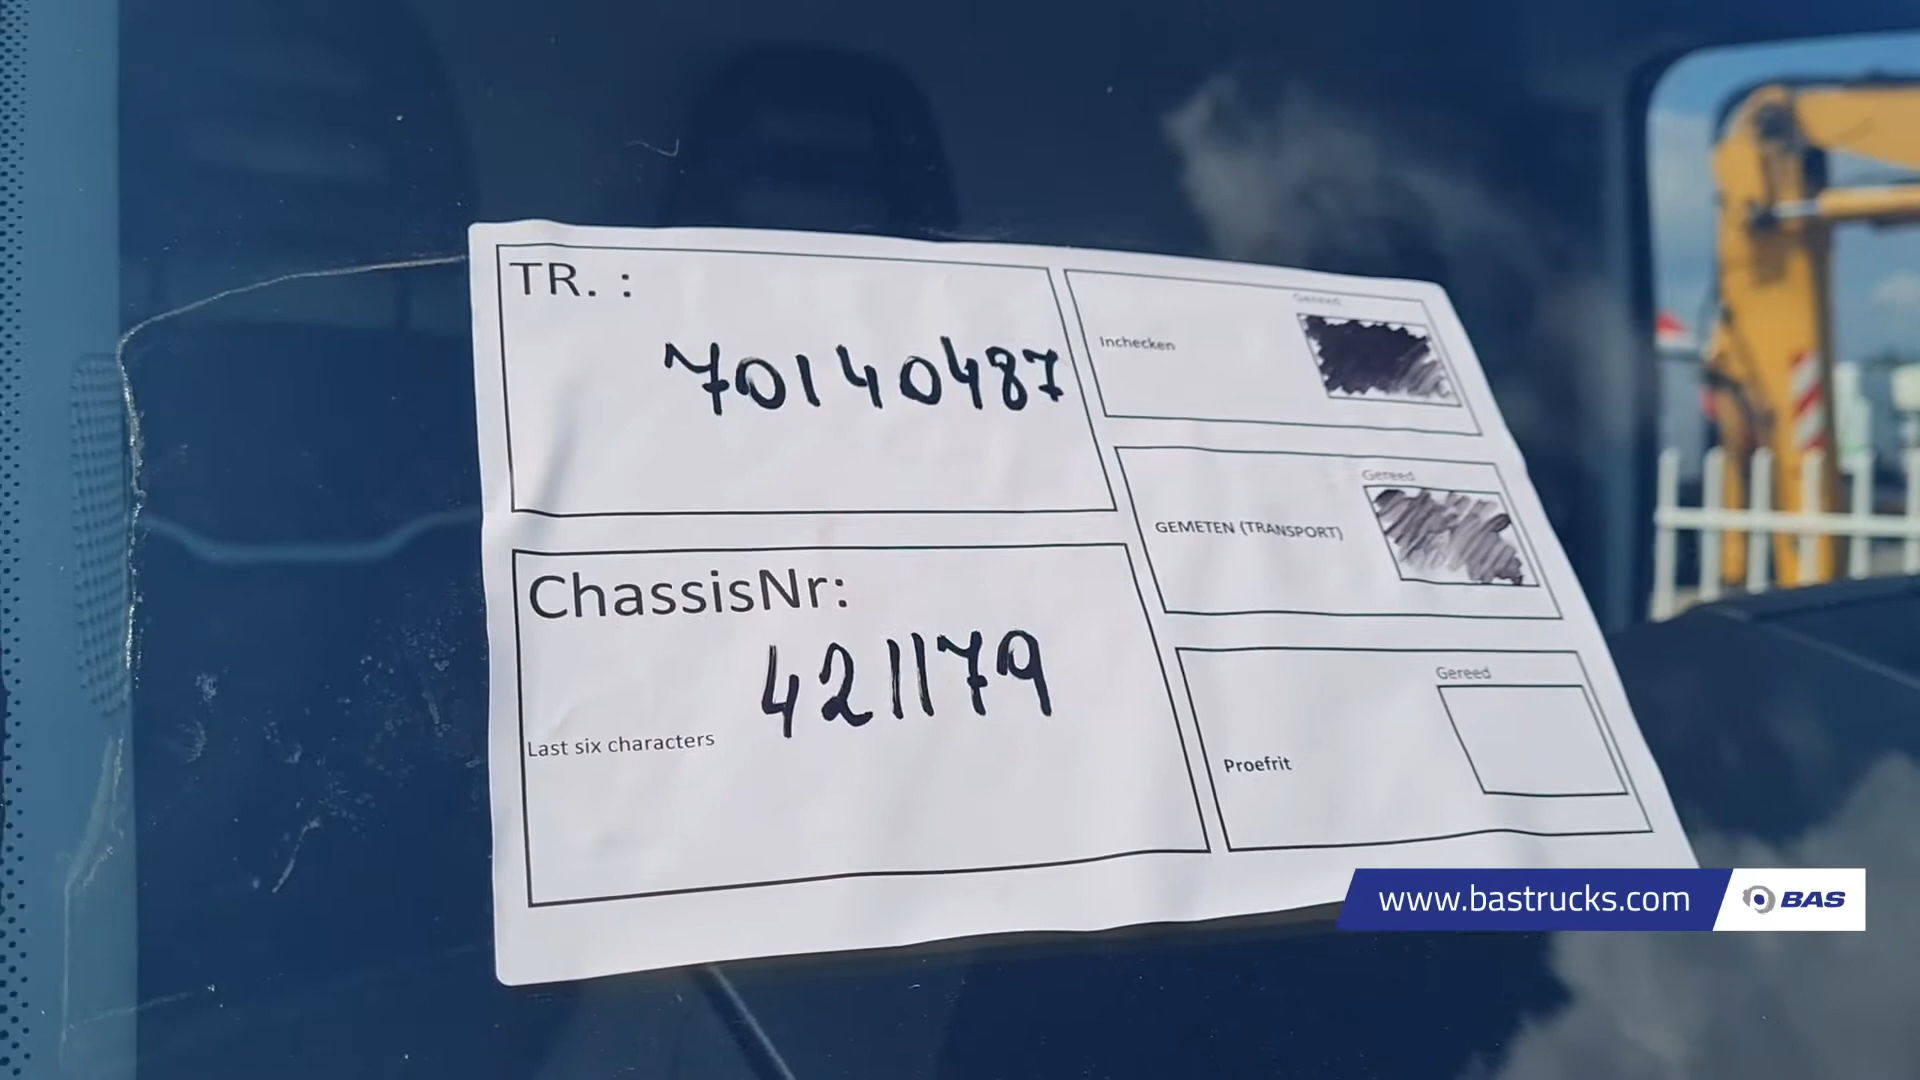 TR. :
70140487
ChassisNr:
421179
Last six characters
Gereed
Inchecken
Gereed
GEMETEN (TRANSPORT)
Gereed
Proefrit
www.bastrucks.com
BAS